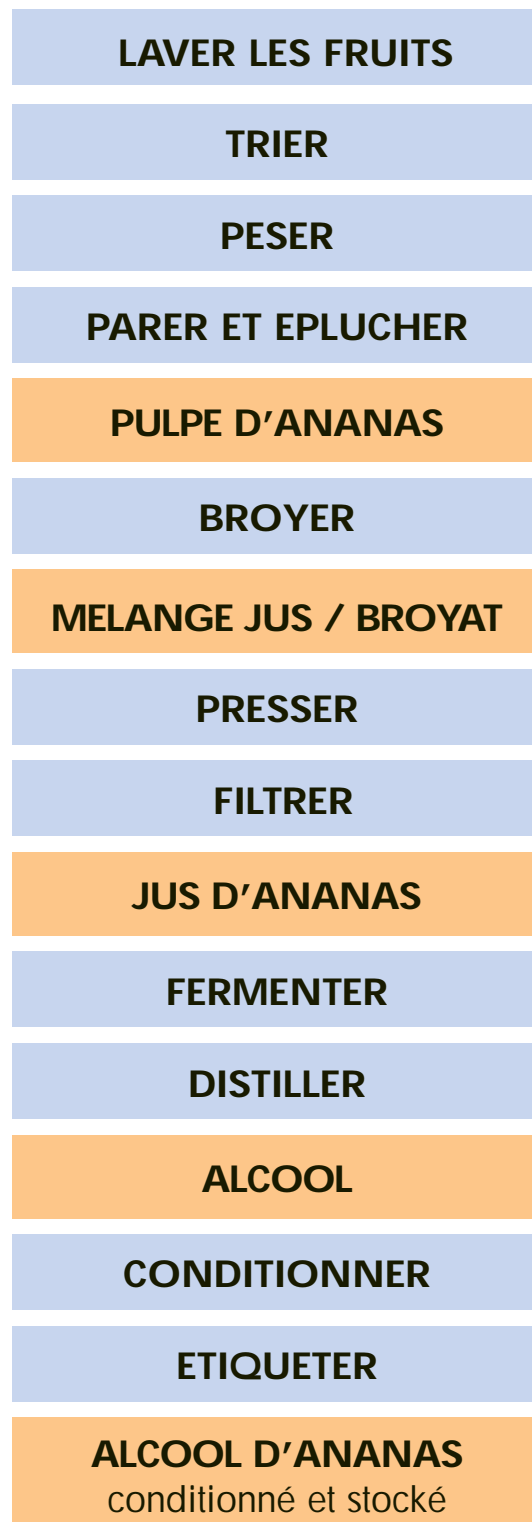 LAVER LES FRUITS
TRIER
PESER
PARER ET EPLUCHER
PULPE D’ANANAS
BROYER
MELANGE JUS / BROYAT
PRESSER
FILTRER
JUS D’ANANAS
FERMENTER
DISTILLER
ALCOOL
CONDITIONNER
ETIQUETER
ALCOOL D’ANANAS
conditionné et stocké